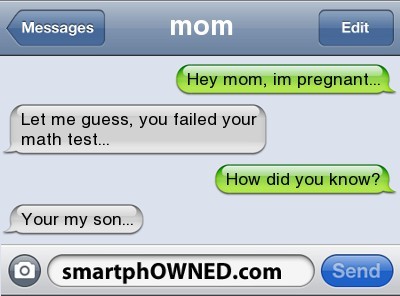 Messages
mom
Edit
Hey mom, im pregnant...
Let me guess, you failed your
math test...
How did you know?
Your my son...
smartphOWNED.com
Send